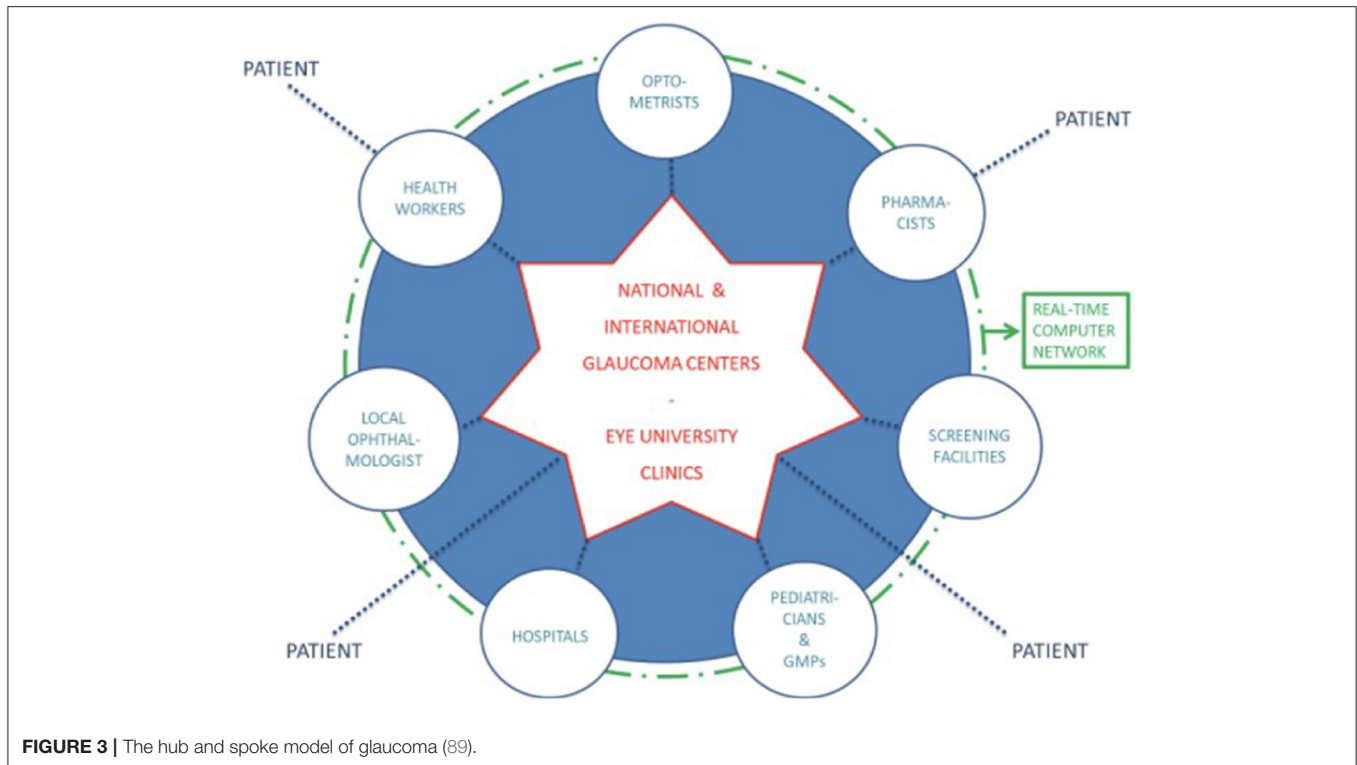 PATIENT
OPTO-
METRISTS
PATIENT
HEALTH
WORKERS
PHARMA-
CISTS
NATIONAL &
INTERNATIONAL
GLAUCOMA CENTERS
-
EYE UNIVERSITY
CLINICS
REAL-TIME
COMPUTER
NETWORK
LOCAL
OPHTHAL-
MOLOGIST
SCREENING
FACILITIES
PATIENT
HOSPITALS
PEDIATRI-
CIANS
&
GMPs
PATIENT
FIGURE 3 | The hub and spoke model of glaucoma (89).